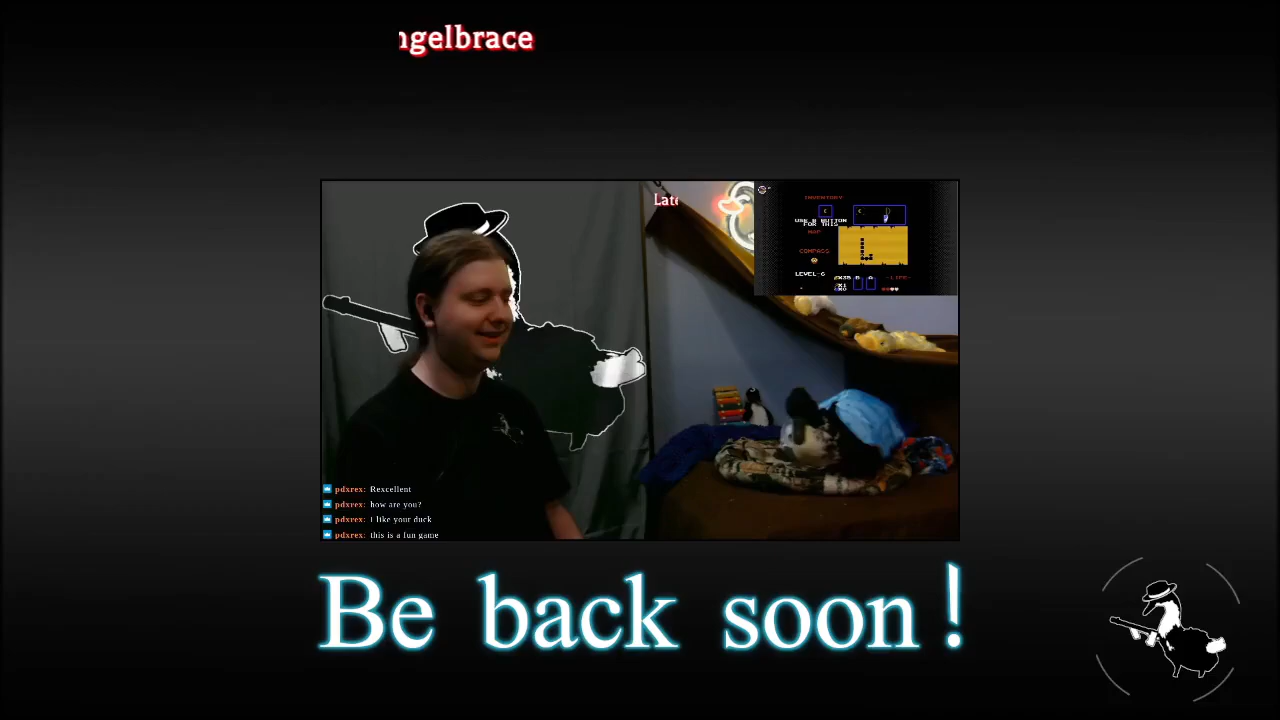 ngelbrace
Late
INVENTORY
USE B BUTTON
FOR THIS
MAP
COMPASS
LEVEL-6
B A
-LIFE-
pdxrex: Rexcellent
pdxrex: how are you?
pdxrex: I like your duck
pdxrex: this is a fun game
Be back soon!